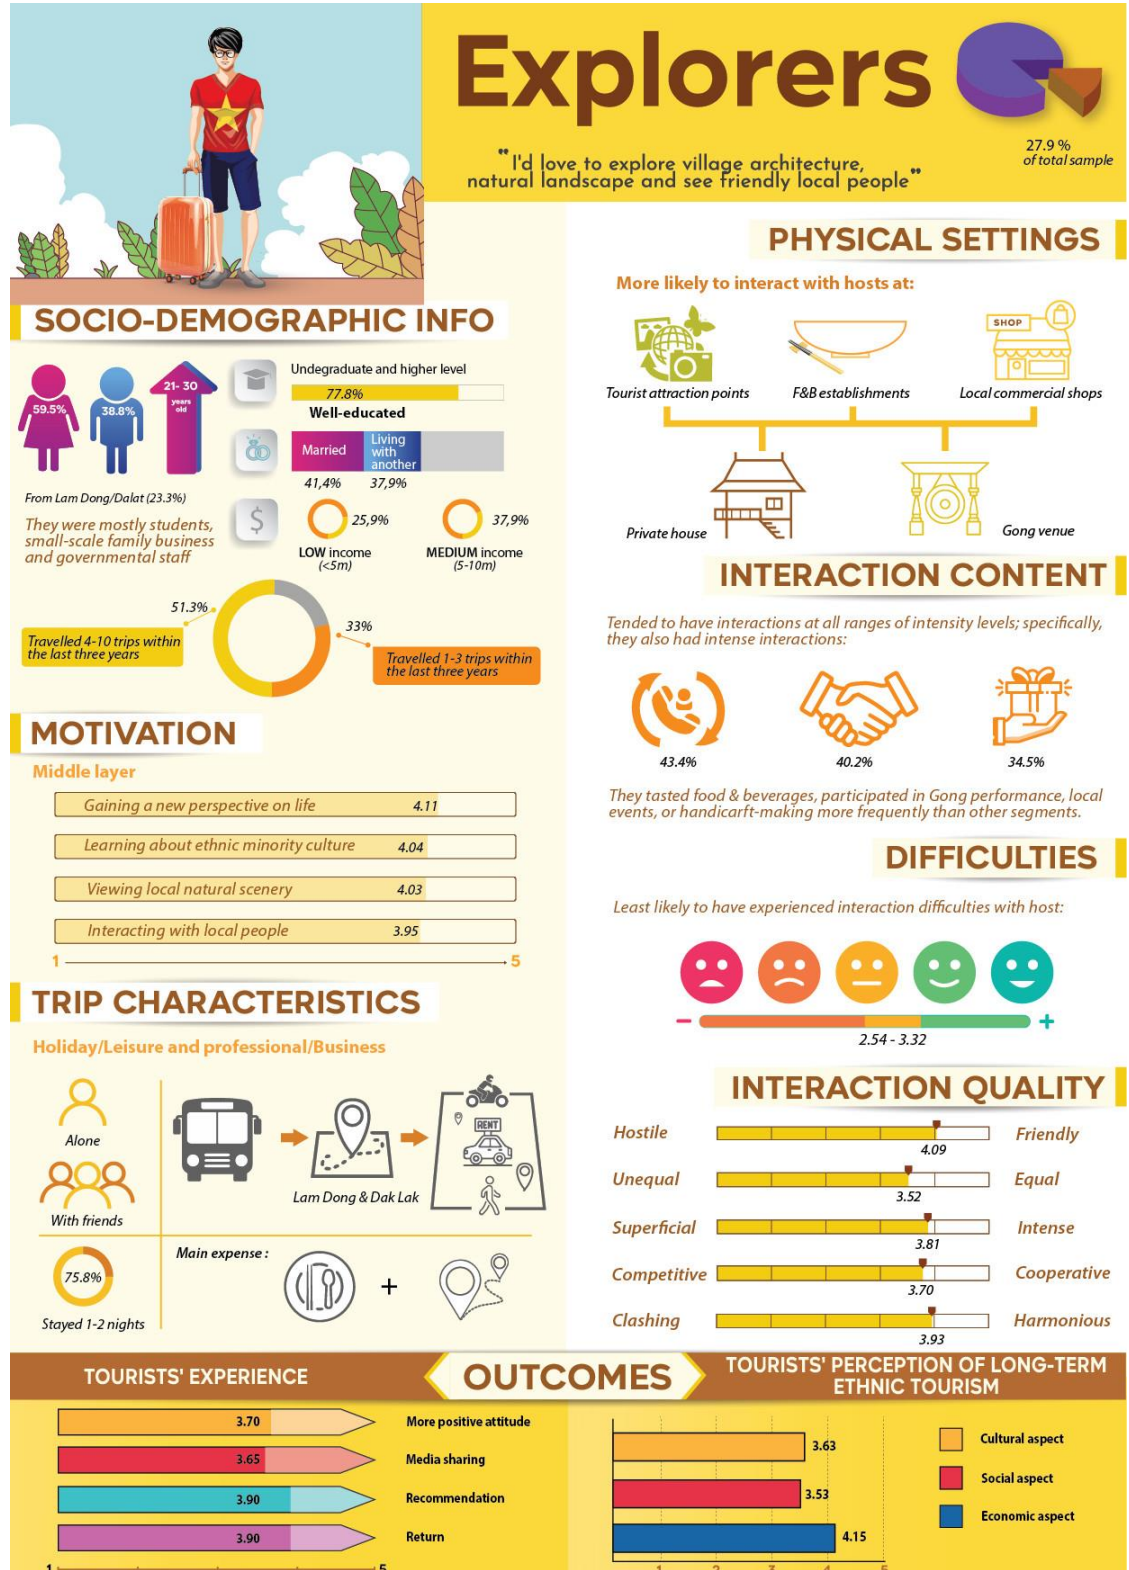 Explorers
27.9 %
of total sample
"I'd love to explore village architecture,
natural landscape and see friendly local people"
SOCIO-DEMOGRAPHIC INFO
59.5%
38.8%
21- 30
years
old
Undegraduate and higher level
77.8%
Well-educated
Married
Living
with
another
41,4%
37,9%
From Lam Dong/Dalat (23.3%)
They were mostly students,
small-scale family business
and governmental staff
$
25,9%
LOW income
(<5m)
37,9%
MEDIUM income
(5-10m)
51.3%
Travelled 4-10 trips within
the last three years
33%
Travelled 1-3 trips within
the last three years
MOTIVATION
Middle layer
Gaining a new perspective on life 4.11
Learning about ethnic minority culture 4.04
Viewing local natural scenery 4.03
Interacting with local people 3.95
1 5
TRIP CHARACTERISTICS
Holiday/Leisure and professional/Business
Alone
With friends
Lam Dong & Dak Lak
RENT
75.8%
Stayed 1-2 nights
Main expense :
+
PHYSICAL SETTINGS
More likely to interact with hosts at:
SHOP
Tourist attraction points
F&B establishments
Local commercial shops
Private house
Gong venue
INTERACTION CONTENT
Tended to have interactions at all ranges of intensity levels; specifically,
they also had intense interactions:
43.4%
40.2%
34.5%
They tasted food & beverages, participated in Gong performance, local
events, or handicarft-making more frequently than other segments.
DIFFICULTIES
Least likely to have experienced interaction difficulties with host:
- +
2.54 - 3.32
INTERACTION QUALITY
Hostile Friendly
4.09
Unequal Equal
3.52
Superficial Intense
3.81
Competitive Cooperative
3.70
Clashing Harmonious
3.93
OUTCOMES
TOURISTS' EXPERIENCE
3.70 More positive attitude
3.65 Media sharing
3.90 Recommendation
3.90 Return
1 5
TOURISTS' PERCEPTION OF LONG-TERM
ETHNIC TOURISM
3.63
3.53
4.15
Cultural aspect
Social aspect
Economic aspect
1 2 3 4 5